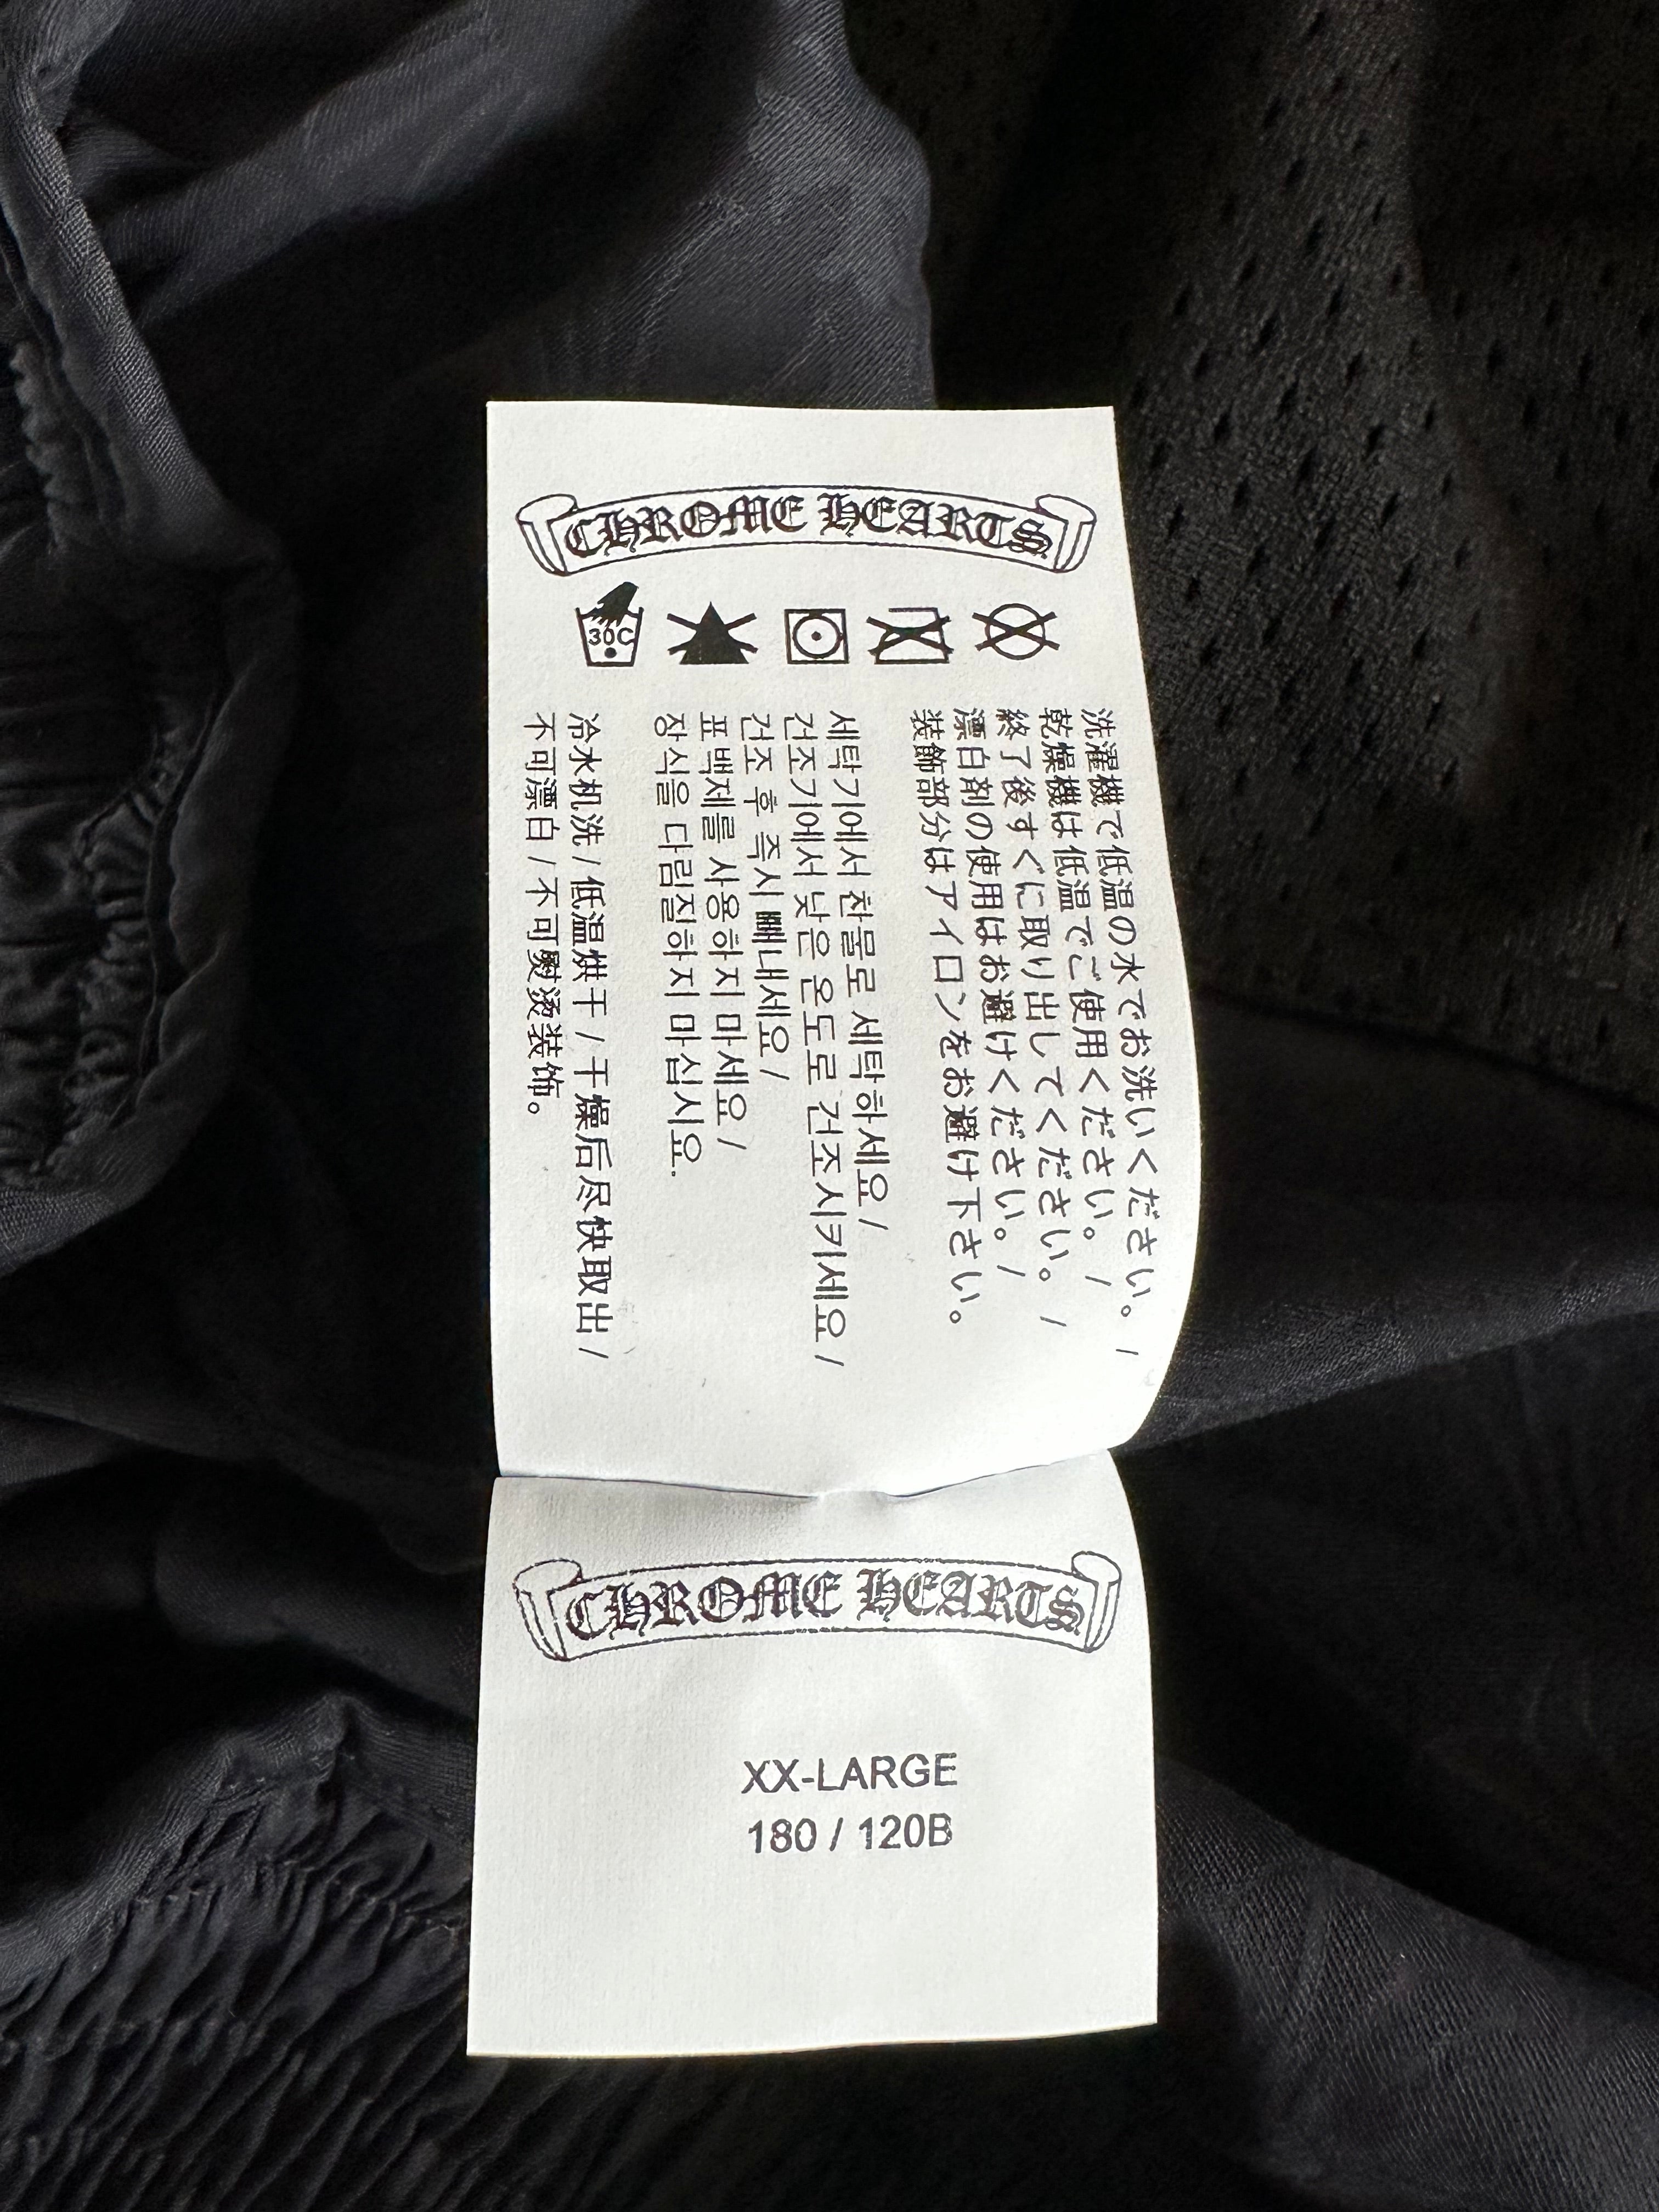 CHROME HEARTS
30C
洗濯機で低温の水でお洗いください。 /
乾燥機は低温でご使用ください。 /
終了後すぐに取り出してください。 /
漂白剤の使用はお避けください。 /
装飾部分はアイロンをお避け下さい。
세탁기에서 찬물로 세탁하세요 /
건조기에서 낮은 온도로 건조시키세요 /
건조 후 즉시 빼내세요 /
표백제를 사용하지 마세요 /
장식을 다림질하지 마십시요.
冷水机洗 / 低温烘干 / 干燥后尽快取出 /
不可漂白 / 不可熨烫装饰。
CHROME HEARTS
XX-LARGE
180 / 120B